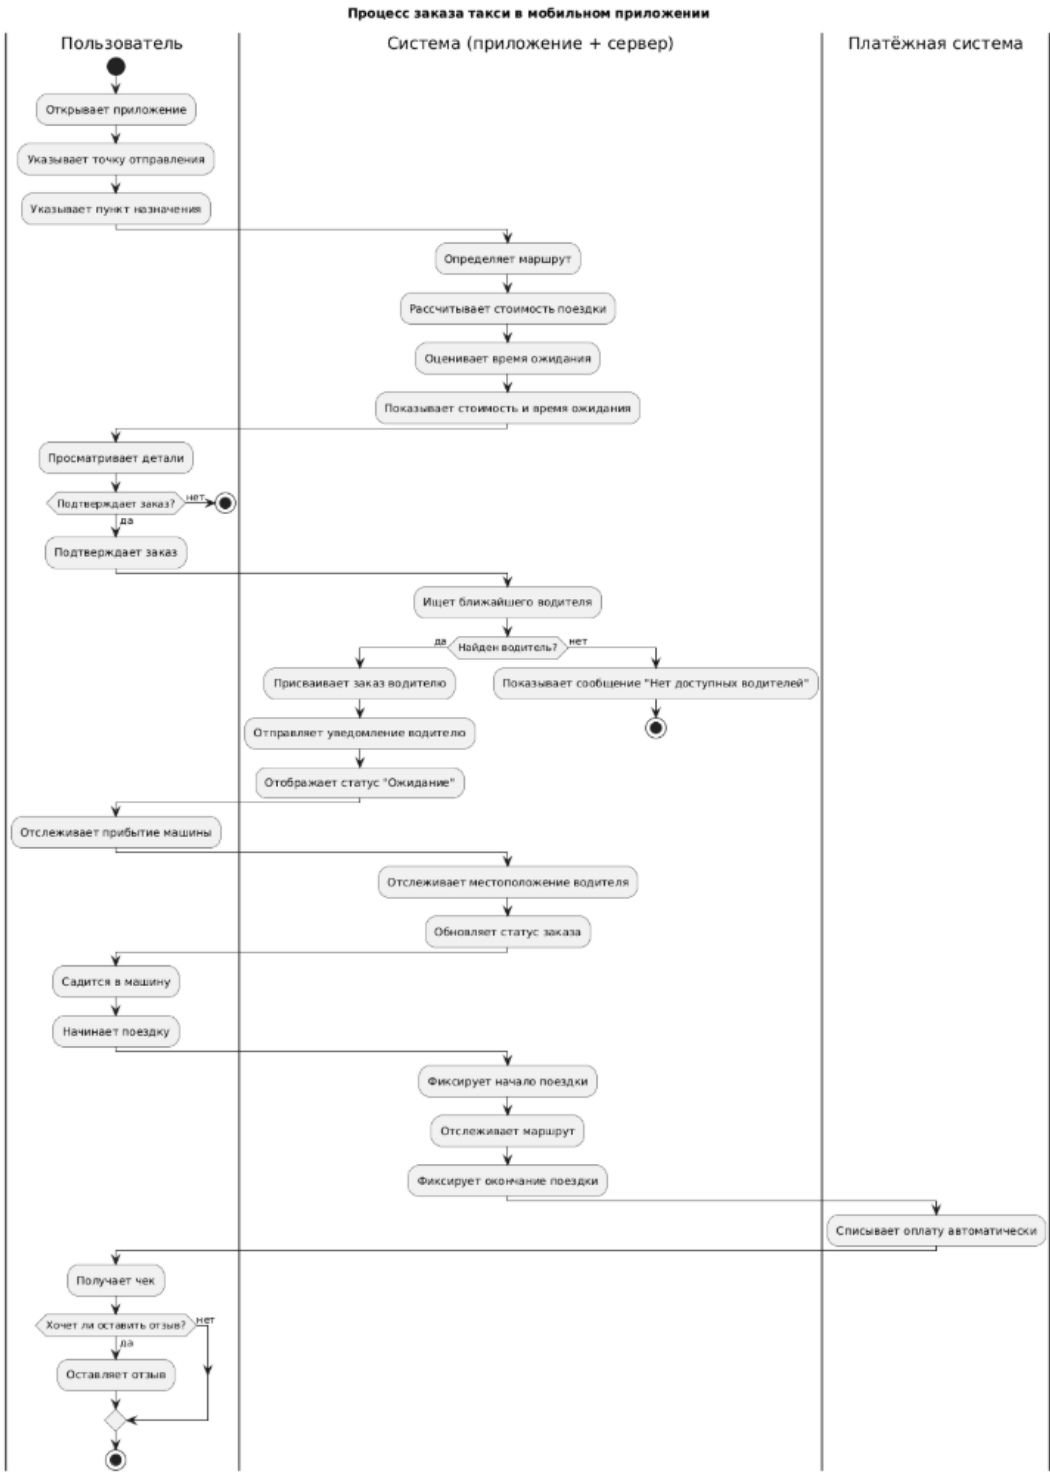 Процесс заказа такси в мобильном приложении
Пользователь
Система (приложение + сервер)
Платёжная система
Открывает приложение
Указывает точку отправления
Указывает пункт назначения
Определяет маршрут
Рассчитывает стоимость поездки
Оценивает время ожидания
Показывает стоимость и время ожидания
Просматривает детали
Подтверждает заказ?
нет
да
Подтверждает заказ
Ищет ближайшего водителя
да
Найден водитель?
нет
Присваивает заказ водителю
Показывает сообщение "Нет доступных водителей"
Отправляет уведомление водителю
Отображает статус "Ожидание"
Отслеживает прибытие машины
Отслеживает местоположение водителя
Обновляет статус заказа
Садится в машину
Начинает поездку
Фиксирует начало поездки
Отслеживает маршрут
Фиксирует окончание поездки
Списывает оплату автоматически
Получает чек
Хочет ли оставить отзыв?
нет
да
Оставляет отзыв